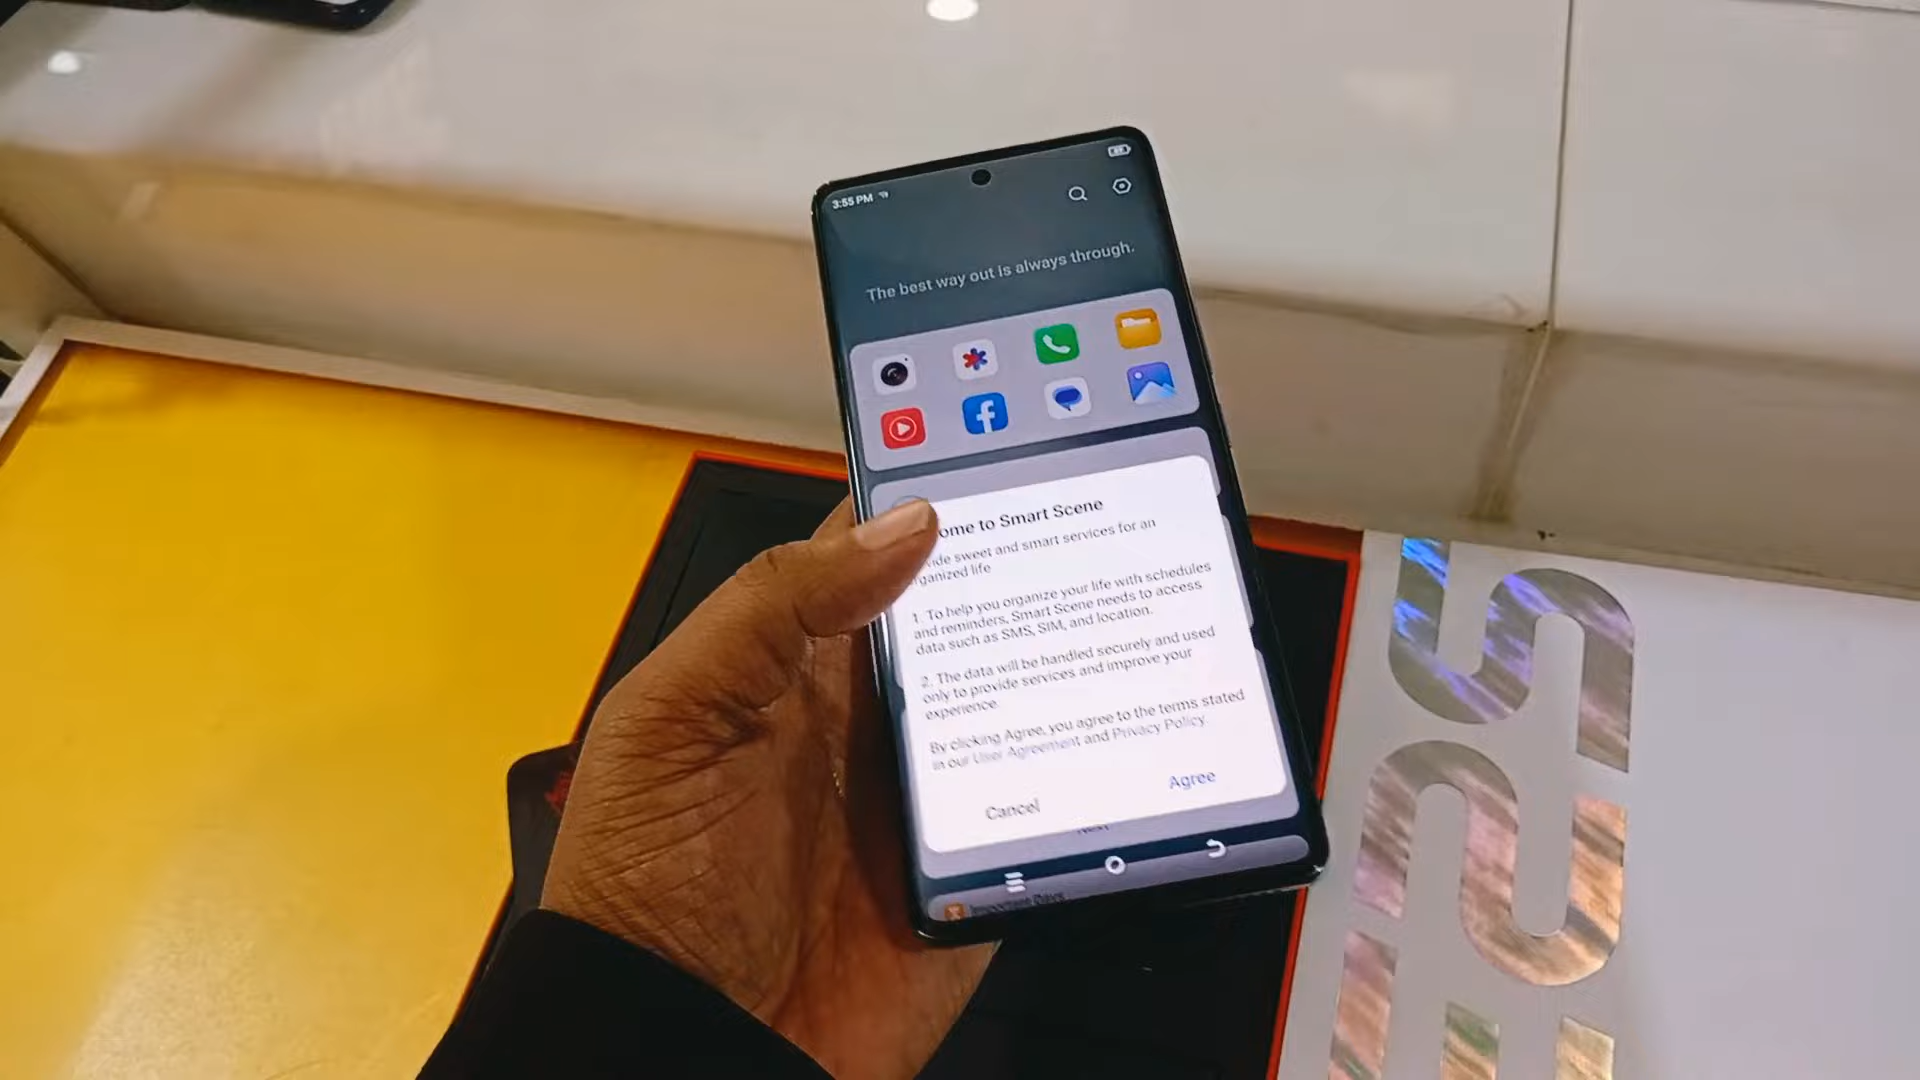 3:55 PM
The best way out is always through.
ome to Smart Scene
vide sweet and smart services for an
organized life
1. To help you organize your life with schedules
and reminders, Smart Scene needs to access
data such as SMS, SIM, and location.
2. The data will be handled securely and used
only to provide services and improve your
experience.
By clicking Agree, you agree to the terms stated
in our User Agreement and Privacy Policy.
Cancel
Agree
Next
Important Days